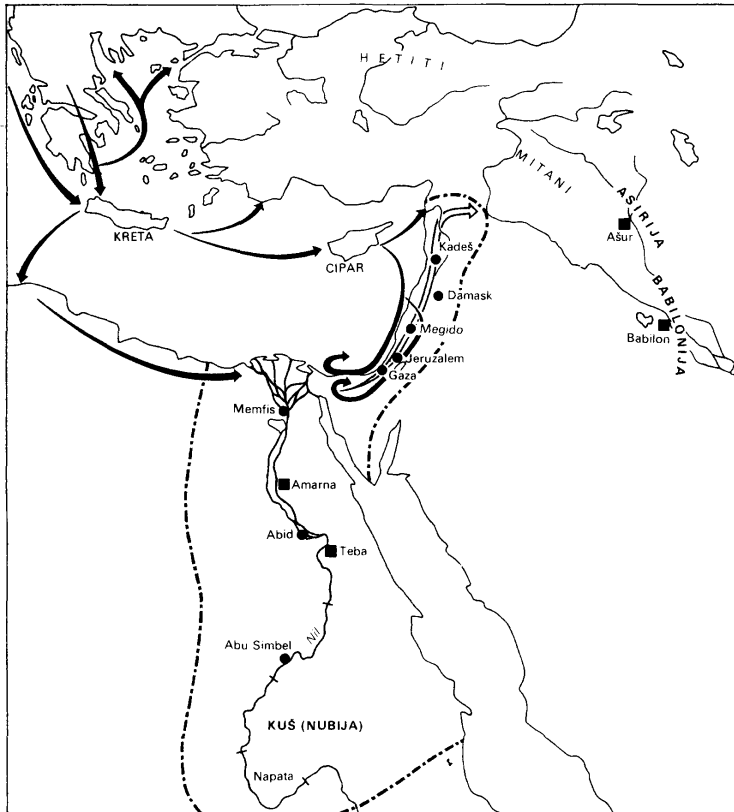 HETITI
MITANI
ASIRIJA
Ašur
KRETA
CIPAR
Kadeš
BABILONIJA
Damask
Megido
Babilon
Jeruzalem
Gaza
Memfis
Amarna
Abid
Teba
Nil
Abu Simbel
KUŠ (NUBIJA)
Napata